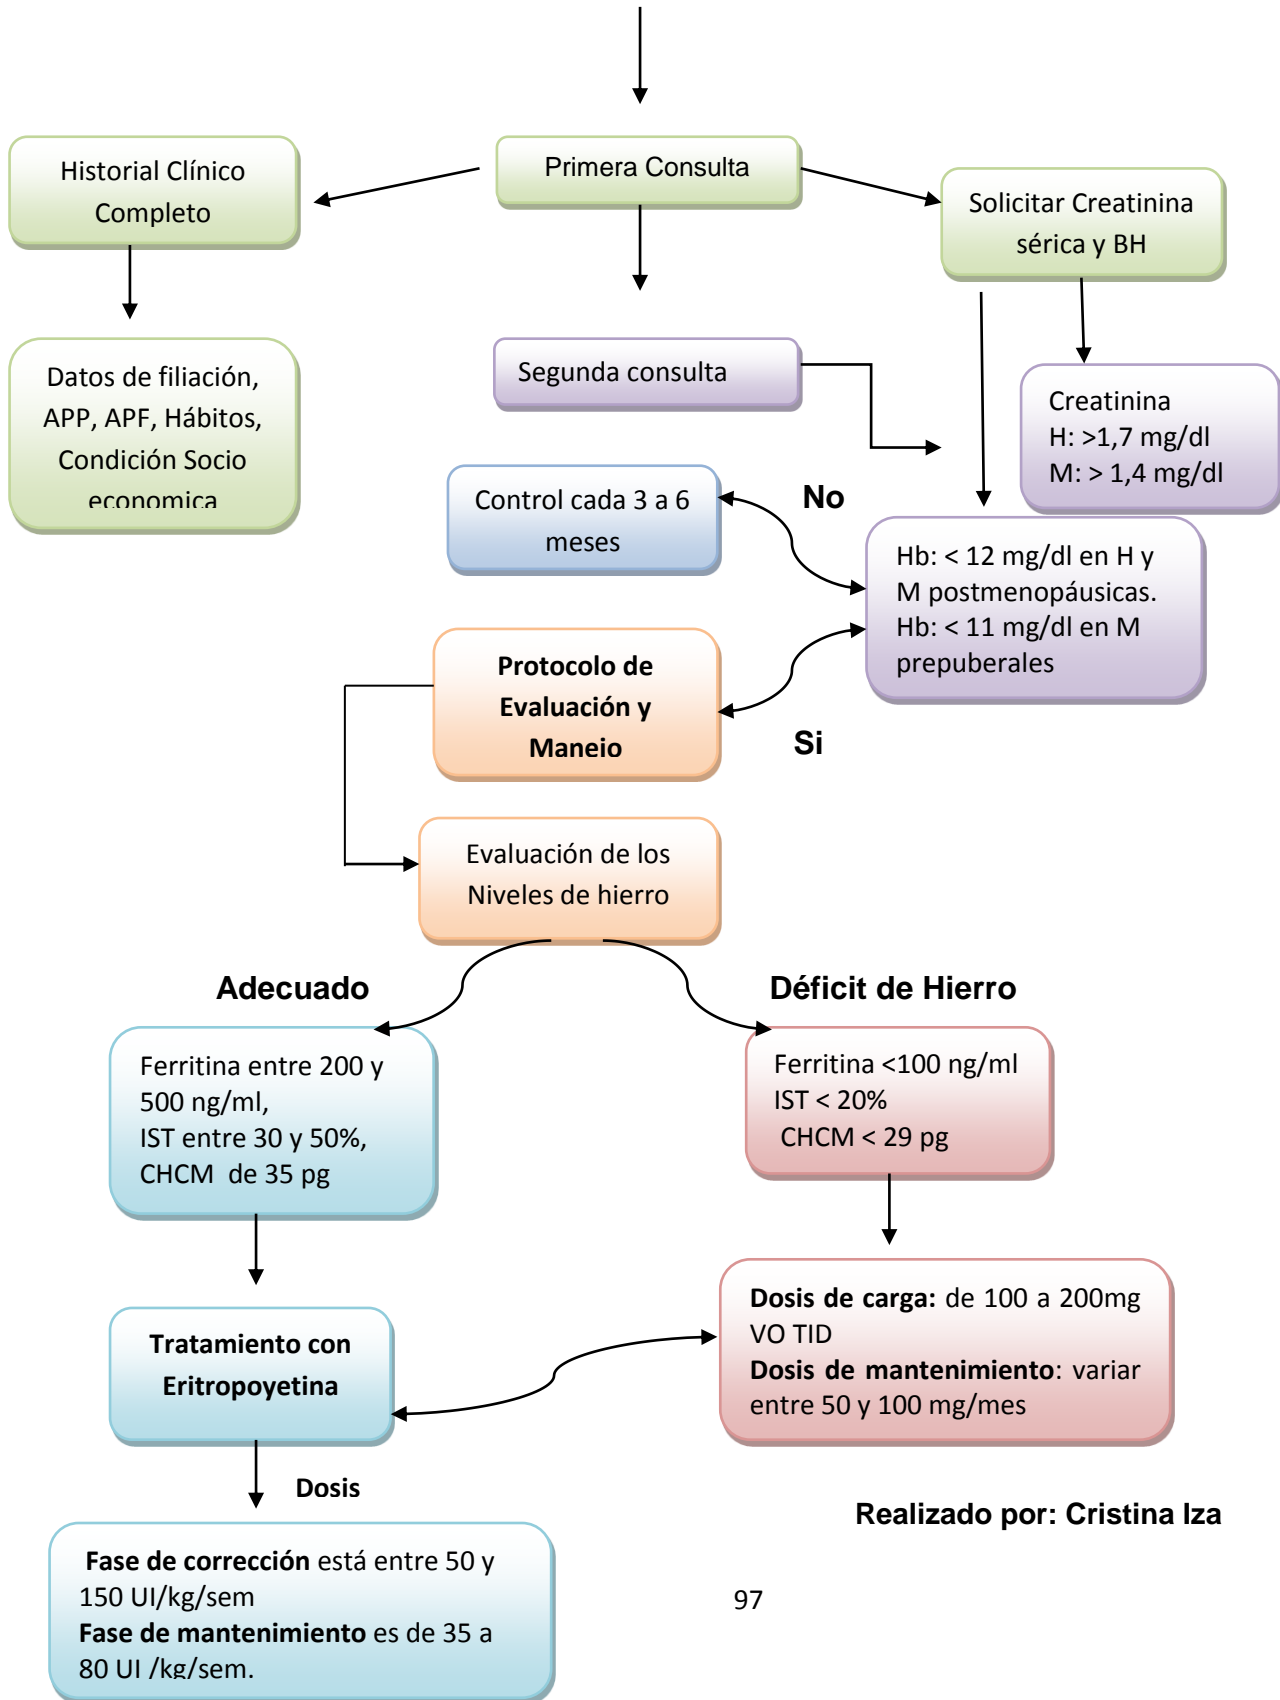 Primera Consulta
Historial Clínico
Completo
Solicitar Creatinina
sérica y BH
Datos de filiación,
APP, APF, Hábitos,
Condición Socio
economica
Segunda consulta
Creatinina
H: >1,7 mg/dl
M: > 1,4 mg/dl
Control cada 3 a 6
meses
No
Hb: < 12 mg/dl en H y
M postmenopáusicas.
Hb: < 11 mg/dl en M
prepuberales
Protocolo de
Evaluación y
Manejo
Si
Evaluación de los
Niveles de hierro
Adecuado
Déficit de Hierro
Ferritina entre 200 y
500 ng/ml,
IST entre 30 y 50%,
CHCM de 35 pg
Ferritina <100 ng/ml
IST < 20%
CHCM < 29 pg
Tratamiento con
Eritropoyetina
Dosis de carga: de 100 a 200mg
VO TID
Dosis de mantenimiento: variar
entre 50 y 100 mg/mes
Dosis
Fase de corrección está entre 50 y
150 UI/kg/sem
Fase de mantenimiento es de 35 a
80 UI /kg/sem.
Realizado por: Cristina Iza
97